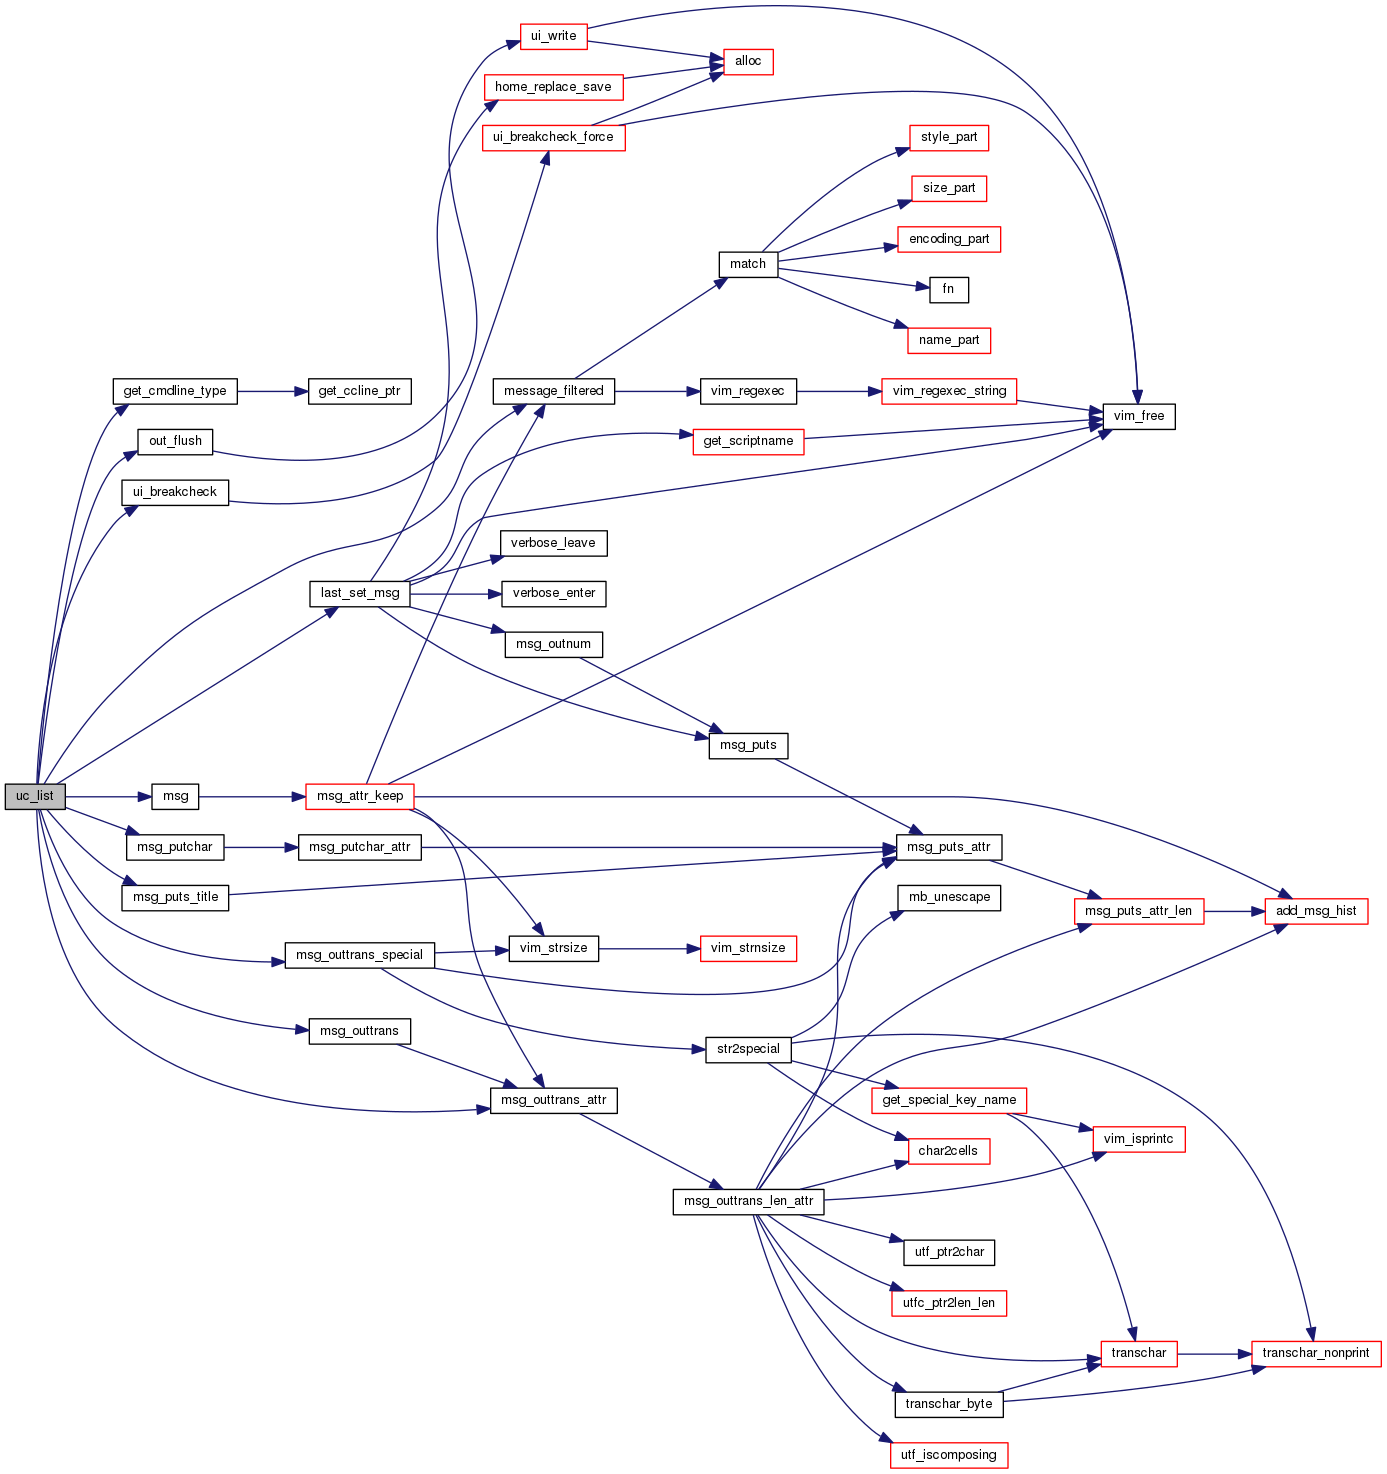 ui_write
alloc
home_replace_save
ui_breakcheck_force
style_part
size_part
encoding_part
match
fn
name_part
get_cmdline_type
get_ccline_ptr
message_filtered
vim_regexec
vim_regexec_string
vim_free
out_flush
get_scriptname
ui_breakcheck
verbose_leave
last_set_msg
verbose_enter
msg_outnum
msg_puts
uc_list
msg
msg_attr_keep
msg_putchar
msg_putchar_attr
msg_puts_attr
msg_puts_title
mb_unescape
msg_puts_attr_len
add_msg_hist
msg_outtrans_special
vim_strsize
vim_strnsize
msg_outtrans
str2special
msg_outtrans_attr
get_special_key_name
vim_isprintc
char2cells
msg_outtrans_len_attr
utf_ptr2char
utfc_ptr2len_len
transchar
transchar_nonprint
transchar_byte
utf_iscomposing